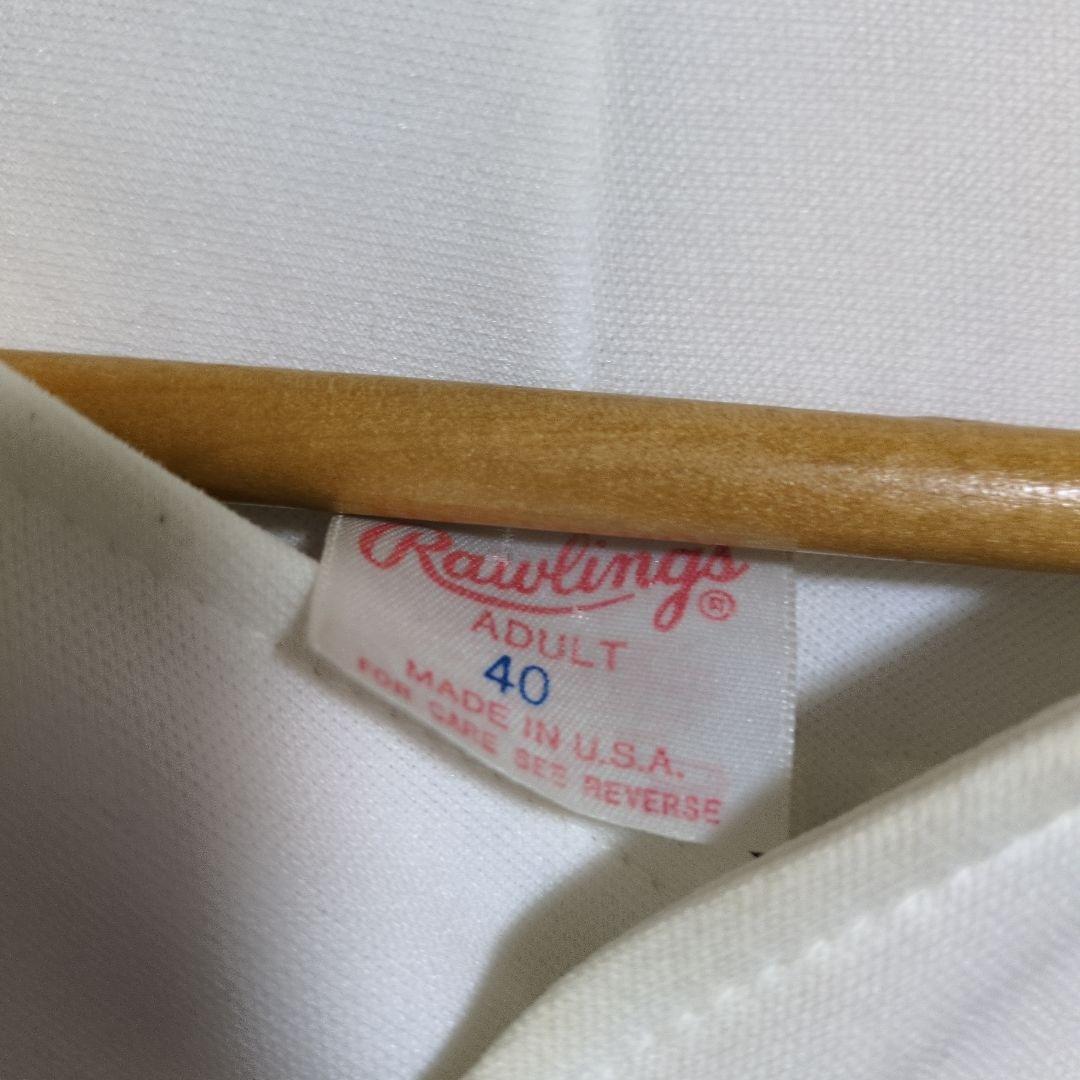 Rawlings®
ADULT
40
MADE IN U.S.A.
FOR CARE SEE REVERSE